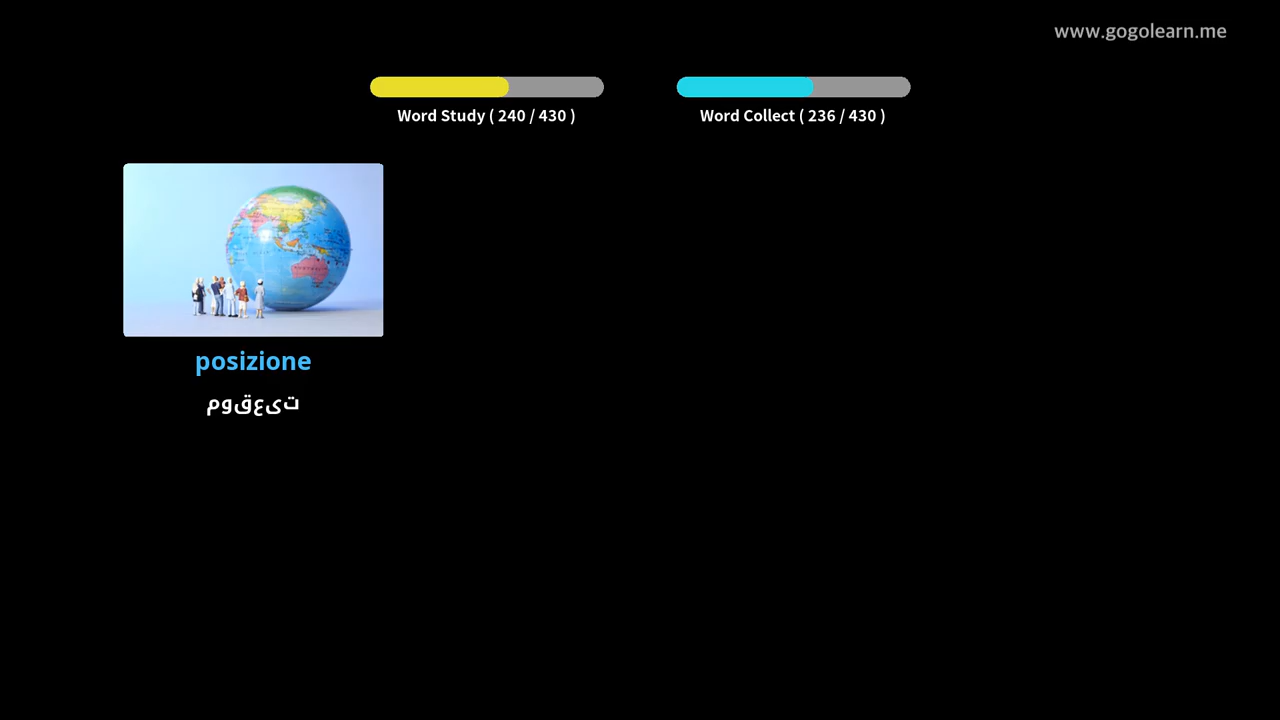 www.gogolearn.me
Word Study ( 240 / 430 )
Word Collect ( 236 / 430 )
posizione
موقعیت